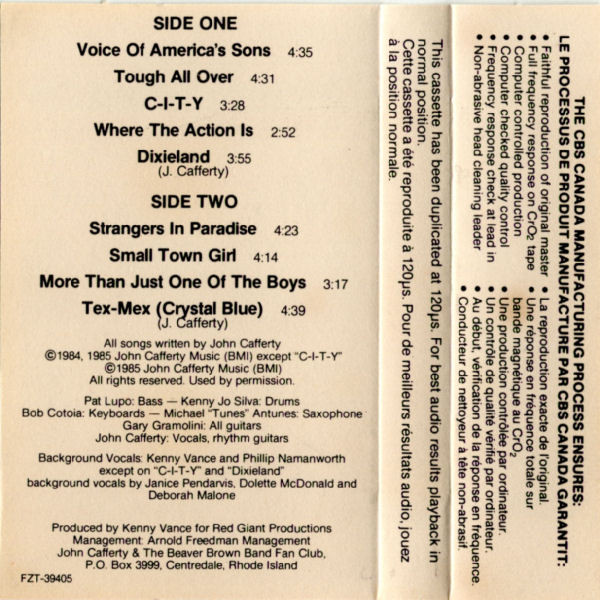 SIDE ONE
Voice Of America's Sons 4:35
Tough All Over 4:31
C-I-T-Y 3:28
Where The Action Is 2:52
Dixieland 3:55
(J. Cafferty)
SIDE TWO
Strangers In Paradise 4:23
Small Town Girl 4:14
More Than Just One Of The Boys 3:17
Tex-Mex (Crystal Blue) 4:39
(J. Cafferty)
All songs written by John Cafferty
©1984, 1985 John Cafferty Music (BMI) except "C-I-T-Y"
©1985 John Cafferty Music (BMI)
All rights reserved. Used by permission.
Pat Lupo: Bass — Kenny Jo Silva: Drums
Bob Cotoia: Keyboards — Michael "Tunes" Antunes: Saxophone
Gary Gramolini: All guitars
John Cafferty: Vocals, rhythm guitars
Background Vocals: Kenny Vance and Phillip Namanworth
except on "C-I-T-Y" and "Dixieland"
background vocals by Janice Pendarvis, Dolette McDonald and
Deborah Malone
Produced by Kenny Vance for Red Giant Productions
Management: Arnold Freedman Management
John Cafferty & The Beaver Brown Band Fan Club,
P.O. Box 3999, Centredale, Rhode Island
FZT-39405
This cassette has been duplicated at 120µs. For best audio results playback in
normal position.
Cette cassette a été reproduite à 120µs. Pour de meilleurs résultats audio, jouez
à la position normale.
THE CBS CANADA MANUFACTURING PROCESS ENSURES:
LE PROCESSUS DE PRODUIT MANUFACTURE PAR CBS CANADA GARANTIT:
• Faithful reproduction of original master
• Full frequency response on CrO2 tape
• Computer controlled production
• Computer checked quality control
• Frequency response check at lead in
• Non-abrasive head cleaning leader
• La reproduction exacte de l'original.
• Une réponse en fréquence totale sur
bande magnétique au CrO2
• Une production contrôlée par ordinateur.
• Un contrôle de qualité vérifié par ordinateur.
• Au début, vérification de la réponse en fréquence.
• Conducteur de nettoyeur à tête non-abrasif.